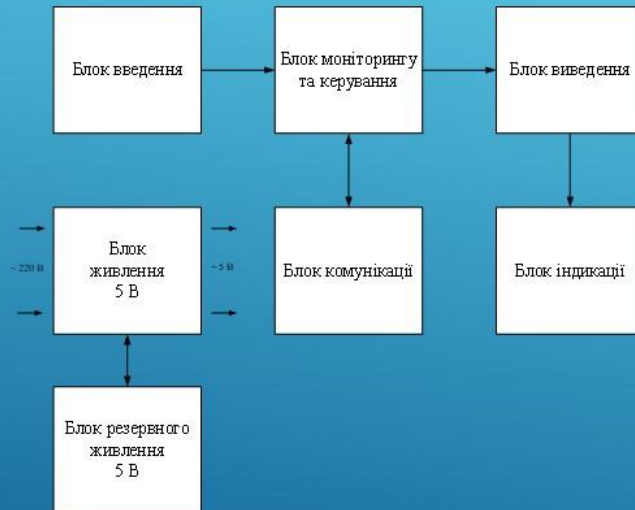 Блок введення
Блок моніторингу
та керування
Блок виведення
Блок
живлення
5 В
~ 220 В
~ 5 В
Блок комунікації
Блок індикації
Блок резервного
живлення
5 В